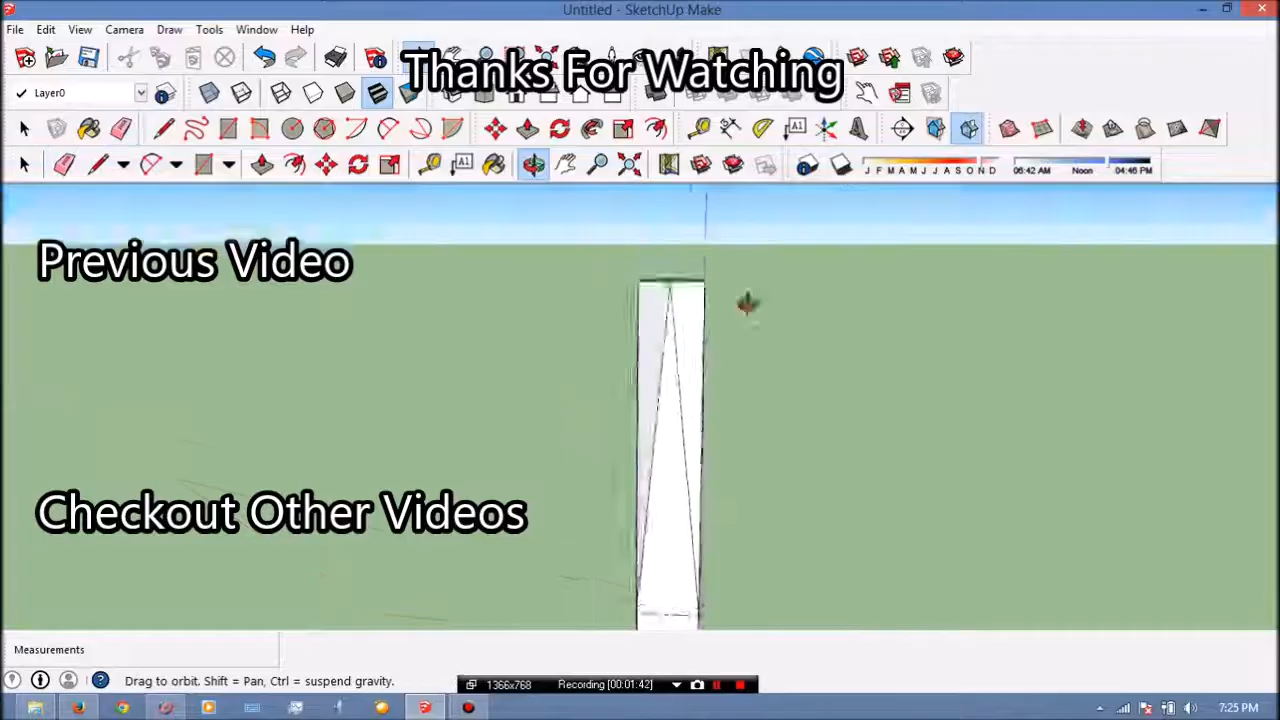 Untitled - SketchUp Make
File Edit View Camera Draw Tools Window Help
Thanks For Watching
Layer0
A1
A1
J F M A M J J A S O N D 06:42 AM Noon 04:46 PM
Previous Video
Checkout Other Videos
Measurements
Drag to orbit. Shift = Pan, Ctrl = suspend gravity.
1366x768 Recording [00:01:42]
7:25 PM